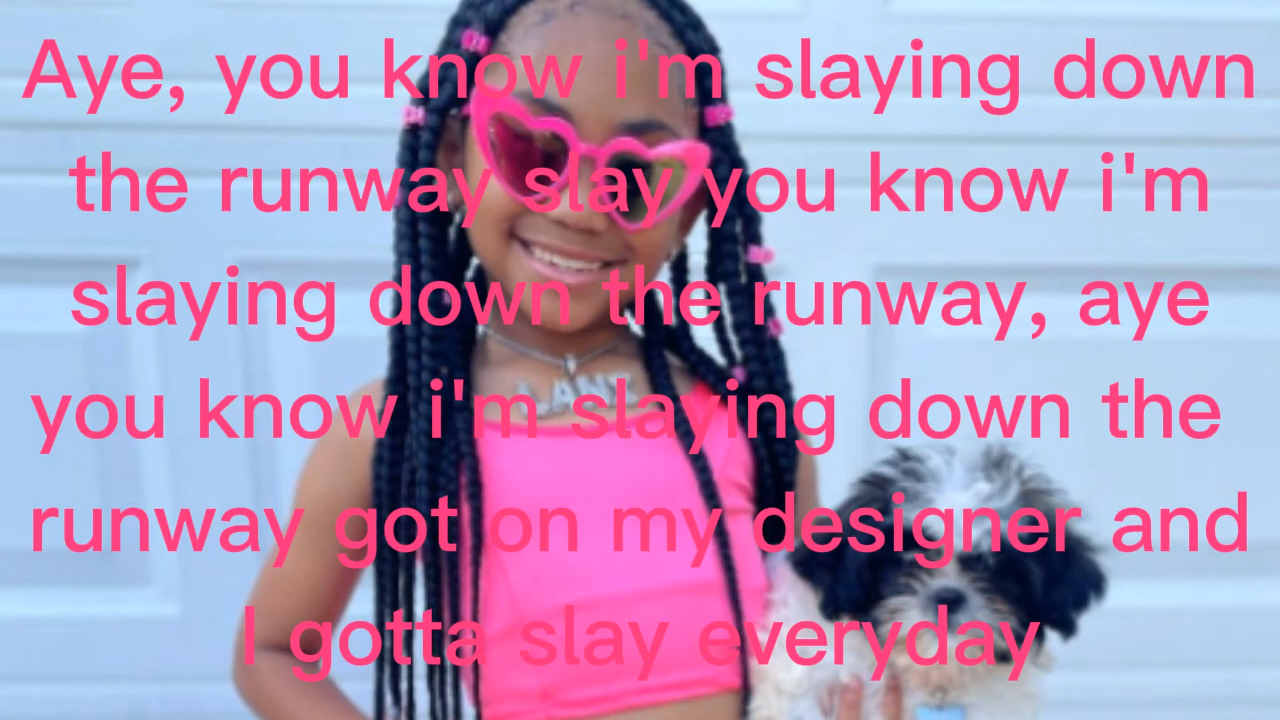 Aye, you know i'm slaying down
the runway slay you know i'm
slaying down the runway, aye
you know i'm slaying down the
runway got on my designer and
I gotta slay everyday